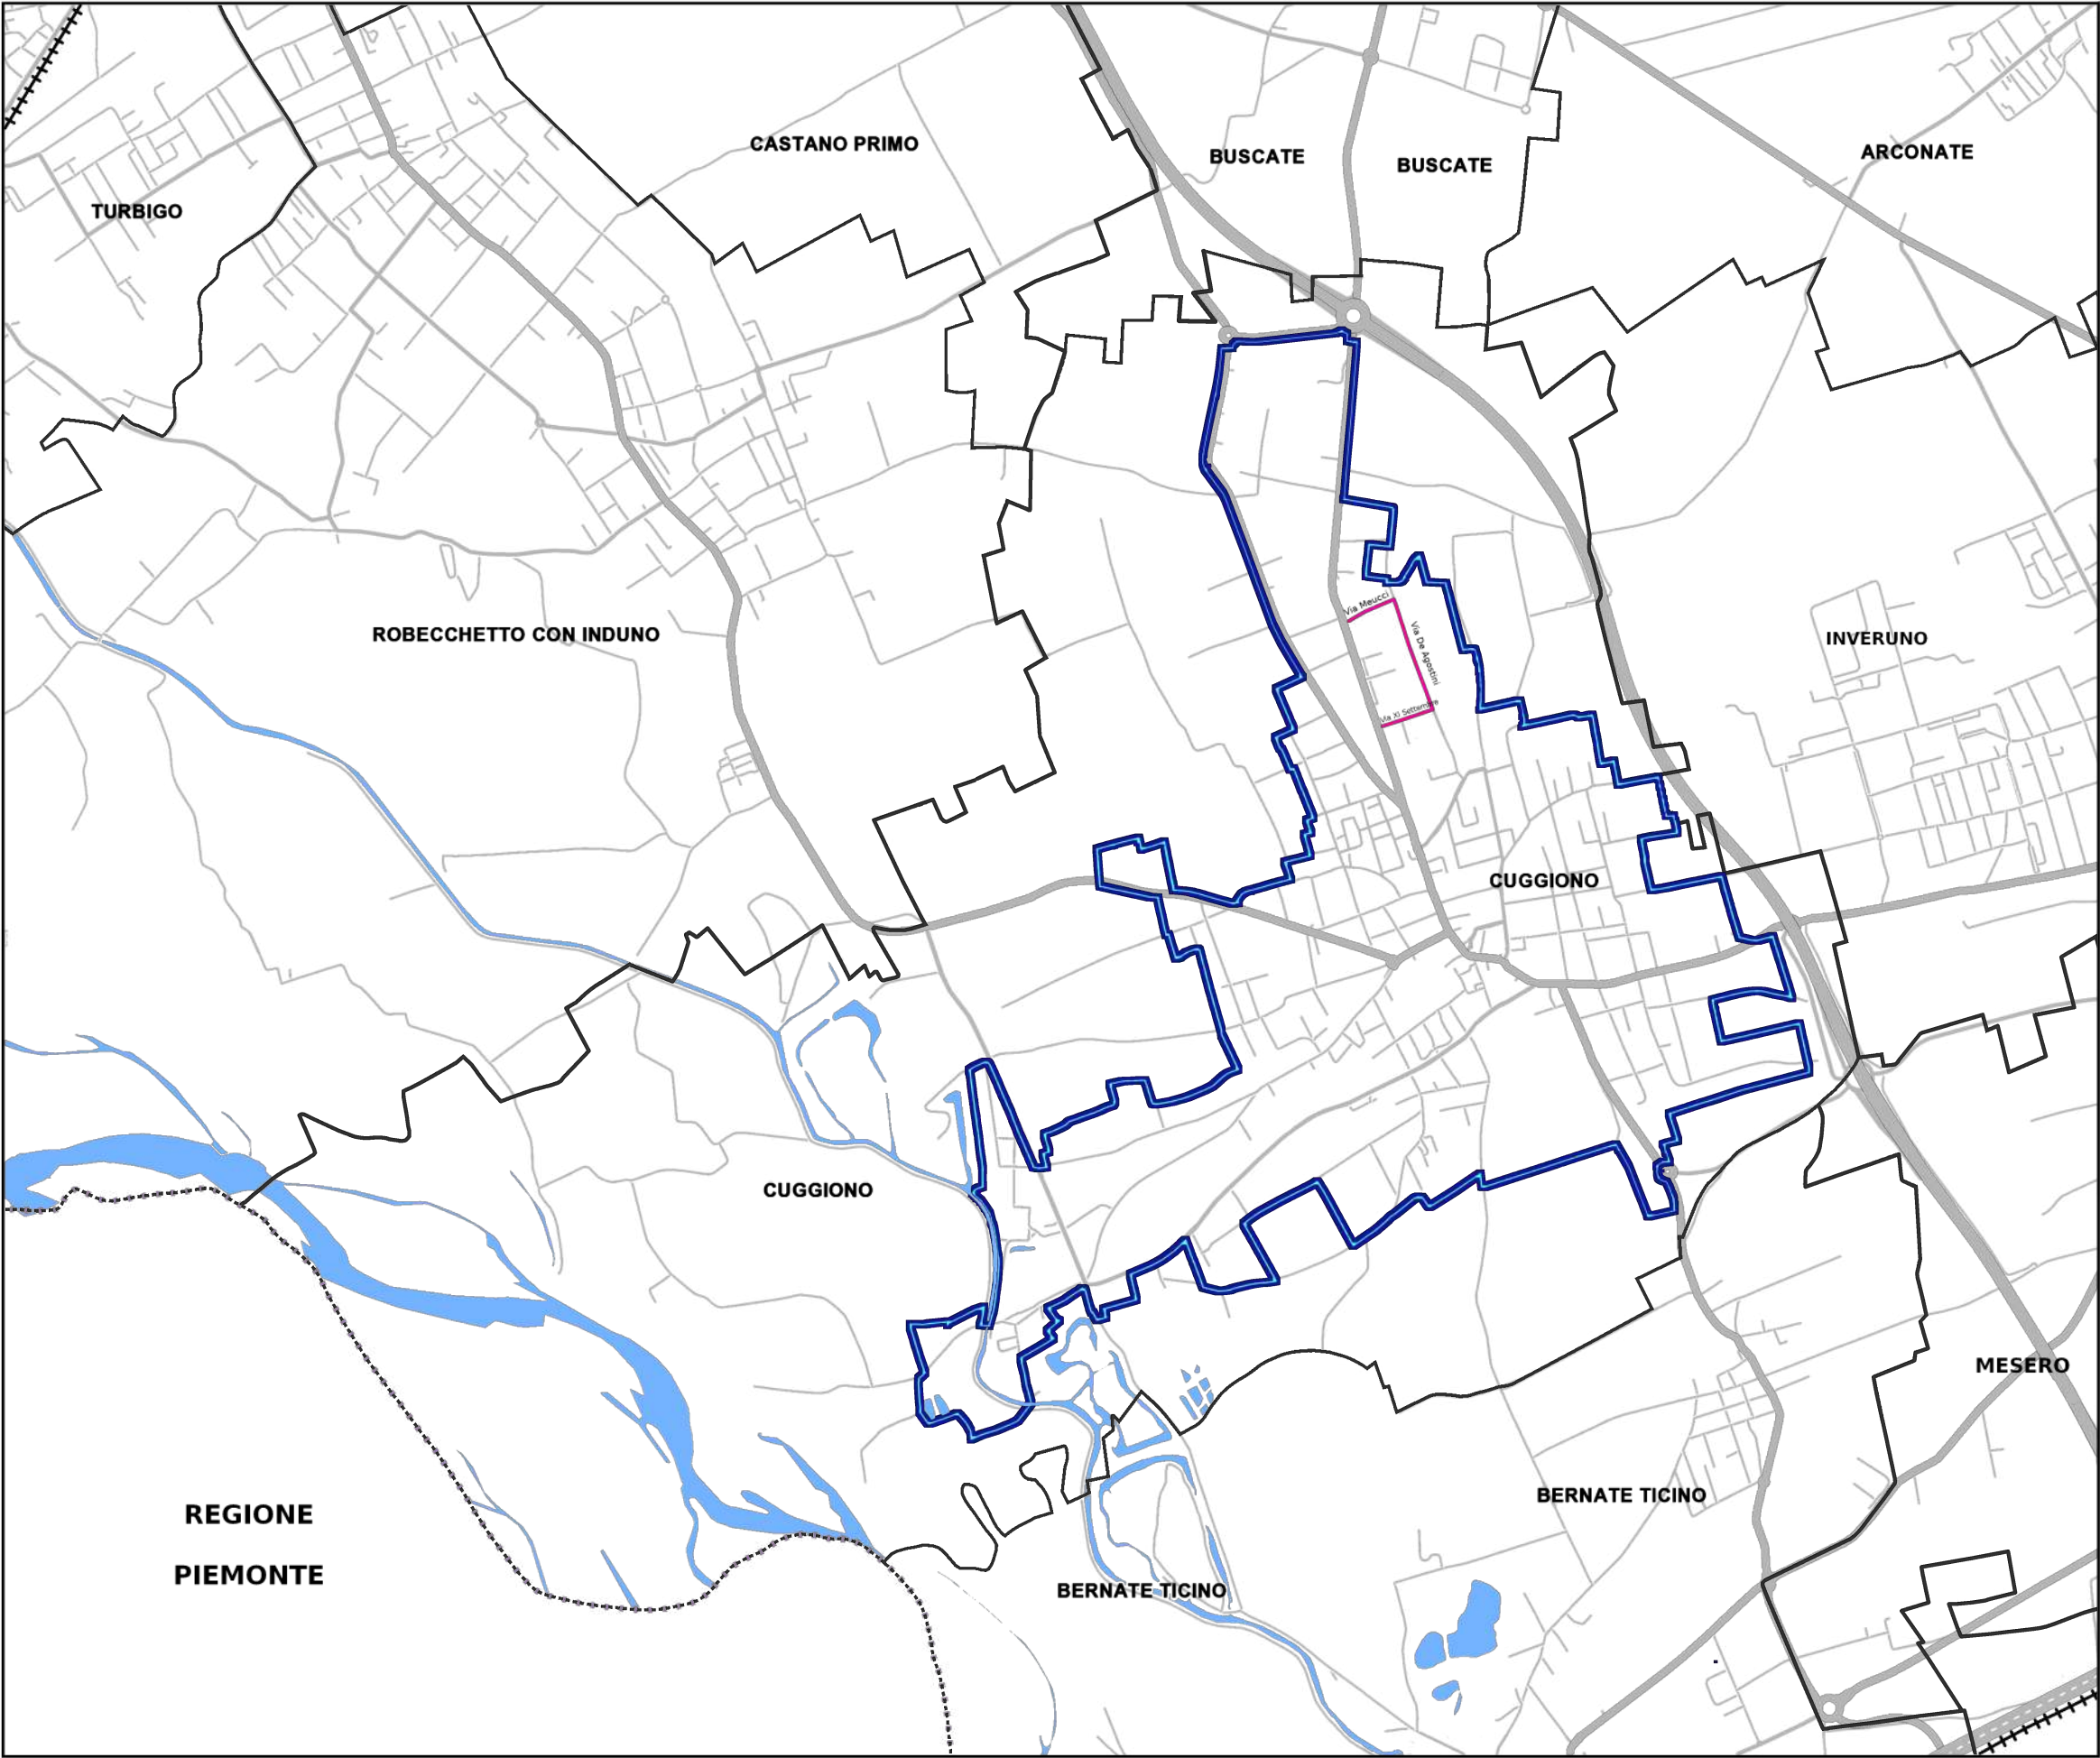 CASTANO PRIMO
BUSCATE
BUSCATE
ARCONATE
TURBIGO
Via Meucci
Via De Agostini
ROBECCHETTO CON INDUNO
INVERUNO
Via XI Settembre
CUGGIONO
CUGGIONO
MESERO
BERNATE TICINO
REGIONE
PIEMONTE
BERNATE TICINO